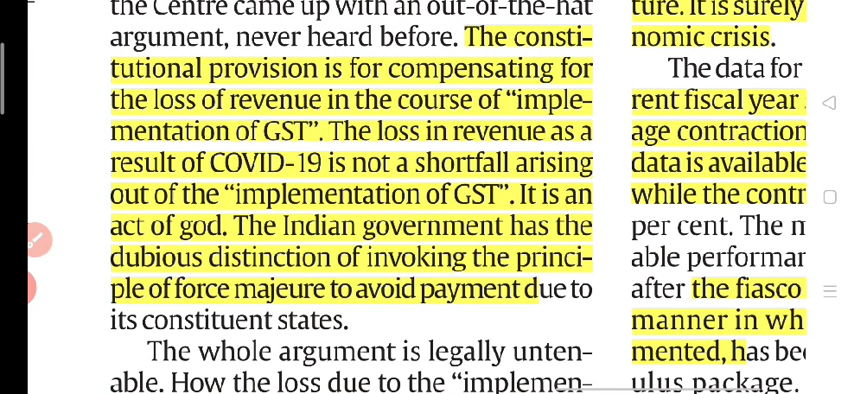 the Centre came up with an out-of-the-hat
argument, never heard before. The consti-
tutional provision is for compensating for
the loss of revenue in the course of “imple-
mentation of GST”. The loss in revenue as a
result of COVID-19 is not a shortfall arising
out of the “implementation of GST”. It is an
act of god. The Indian government has the
dubious distinction of invoking the princi-
ple of force majeure to avoid payment due to
its constituent states.
The whole argument is legally unten-
able. How the loss due to the “implemen-
ture. It is surely
nomic crisis.
The data for
rent fiscal year
age contraction
data is available
while the contr
per cent. The m
able performar
after the fiasco
manner in wh
mented, has bee
ulus package.